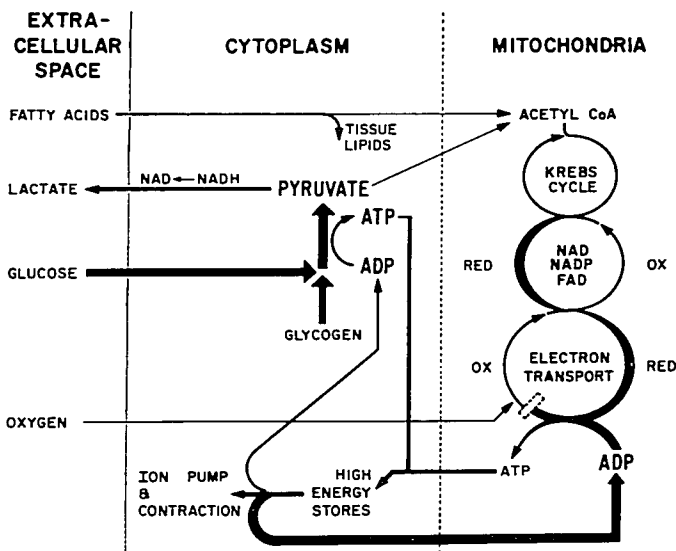 EXTRA-
CELLULAR
SPACE
CYTOPLASM
MITOCHONDRIA
FATTY ACIDS
TISSUE
LIPIDS
ACETYL CoA
LACTATE
NAD ← NADH
PYRUVATE
KREBS
CYCLE
ATP
GLUCOSE
ADP
RED
NAD
NADP
FAD
OX
GLYCOGEN
OX
ELECTRON
TRANSPORT
RED
OXYGEN
ION PUMP
&
CONTRACTION
HIGH
ENERGY
STORES
ATP
ADP